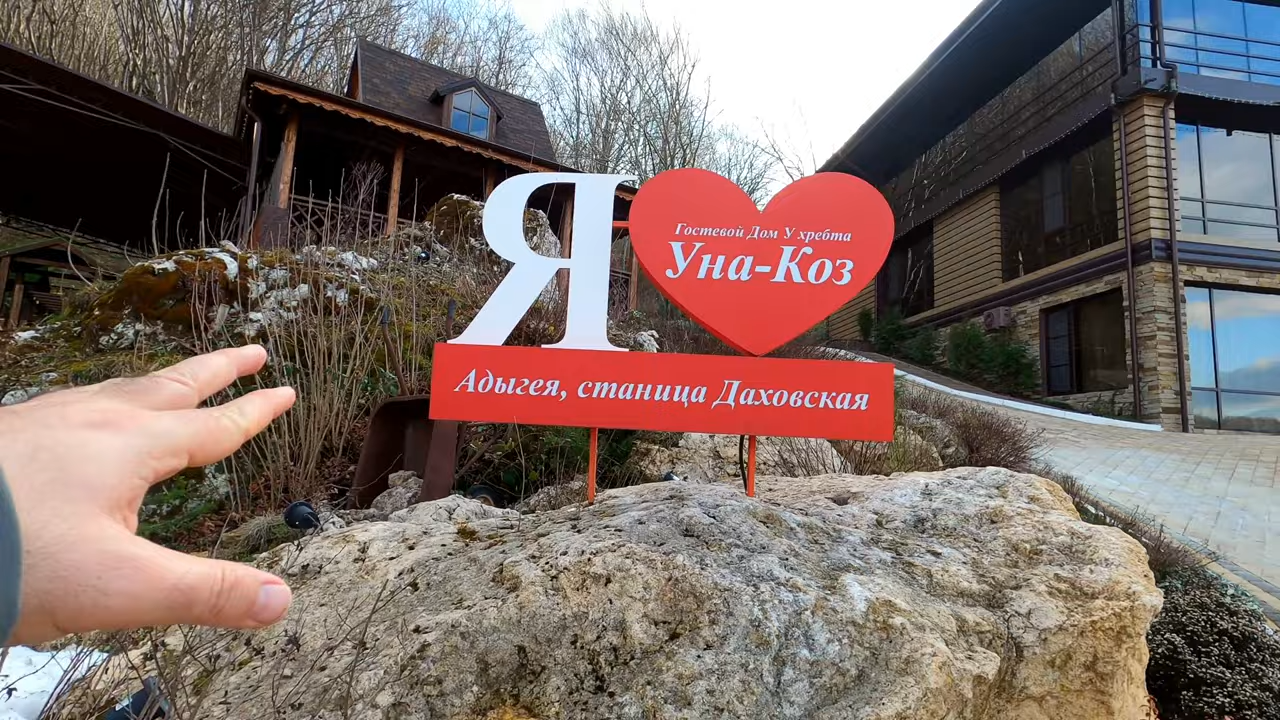 Я
Гостевой Дом У хребта
Уна-Коз
Адыгея, станица Даховская